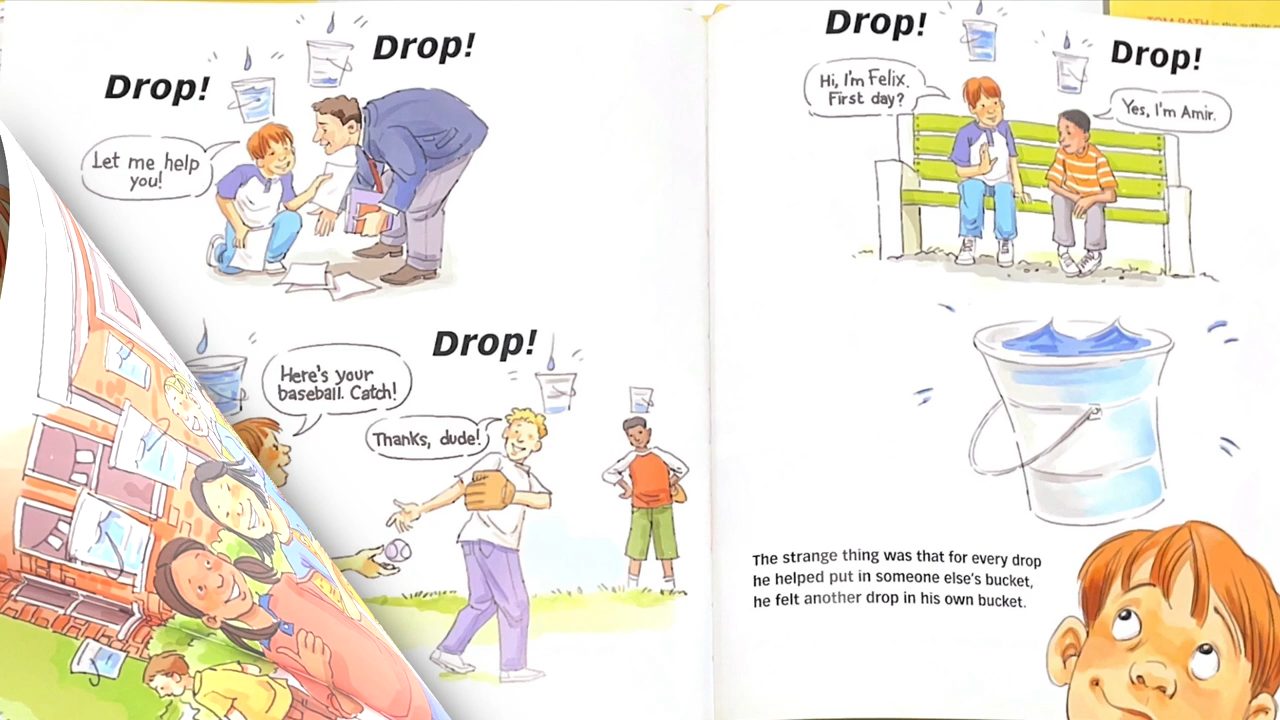 Drop!
Drop!
Let me help
you!
Here's your
baseball. Catch!
Drop!
Thanks, dude!
Drop!
Hi, I'm Felix.
First day?
Drop!
Yes, I'm Amir.
The strange thing was that for every drop
he helped put in someone else's bucket,
he felt another drop in his own bucket.
TOM RATH